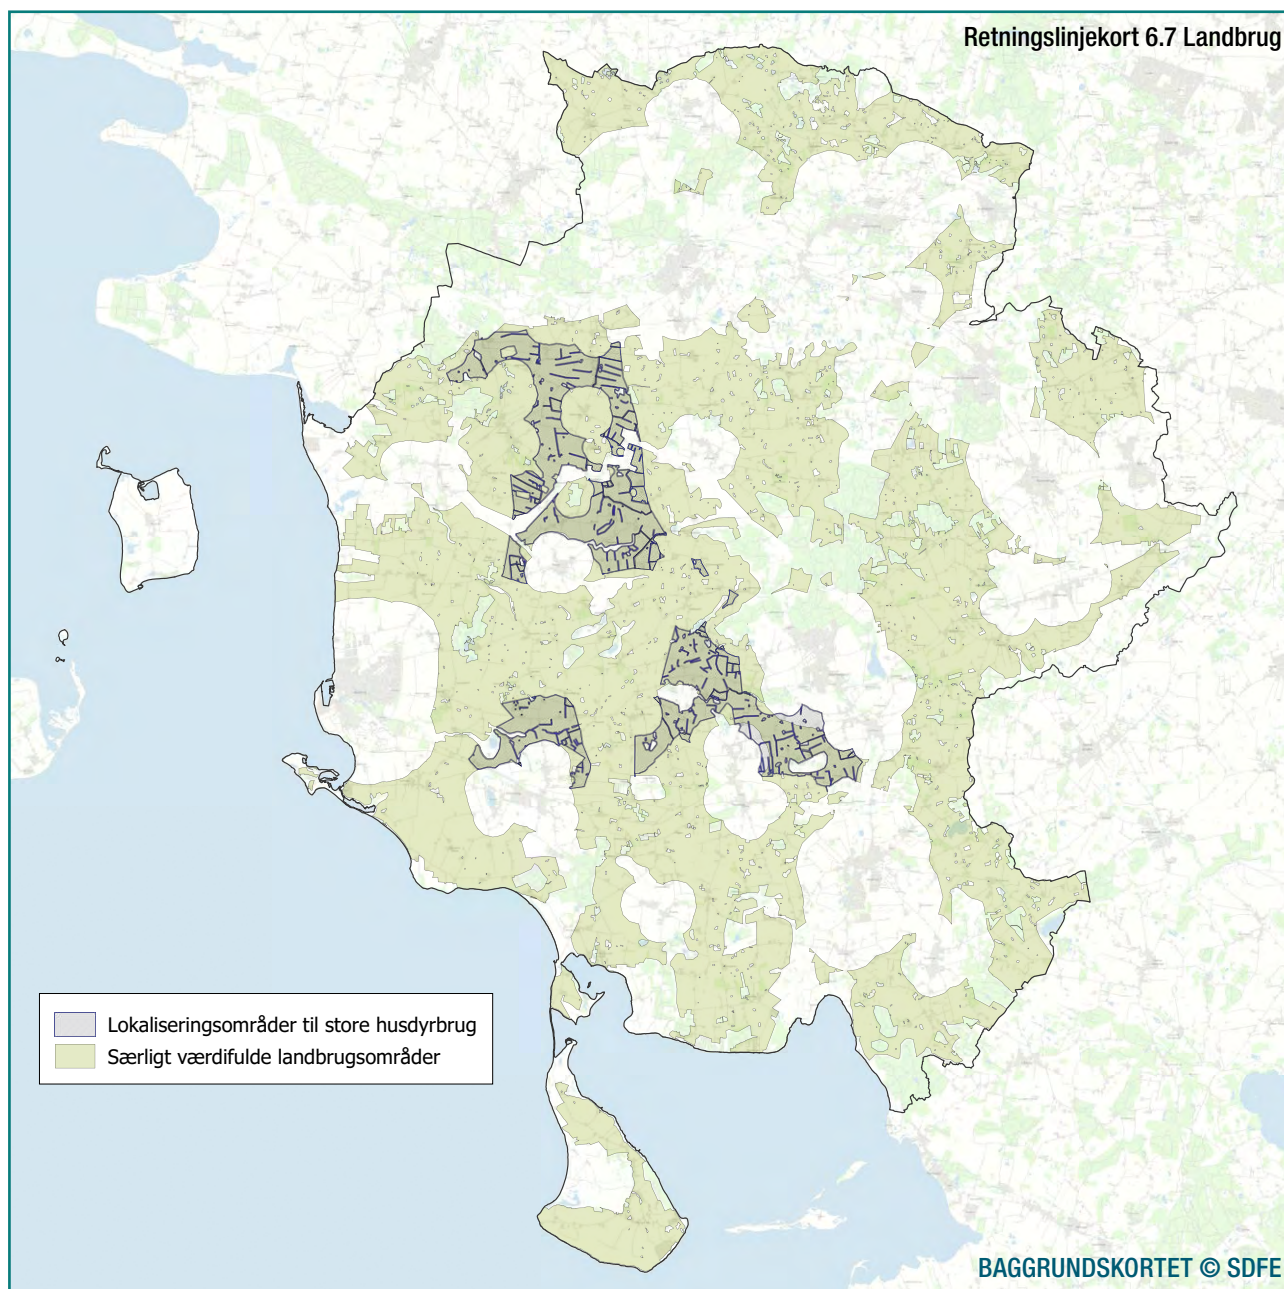 Retningslinjekort 6.7 Landbrug
Lokaliseringsområder til store husdyrbrug
Særligt værdifulde landbrugsområder
BAGGRUNDSKORTET © SDFE